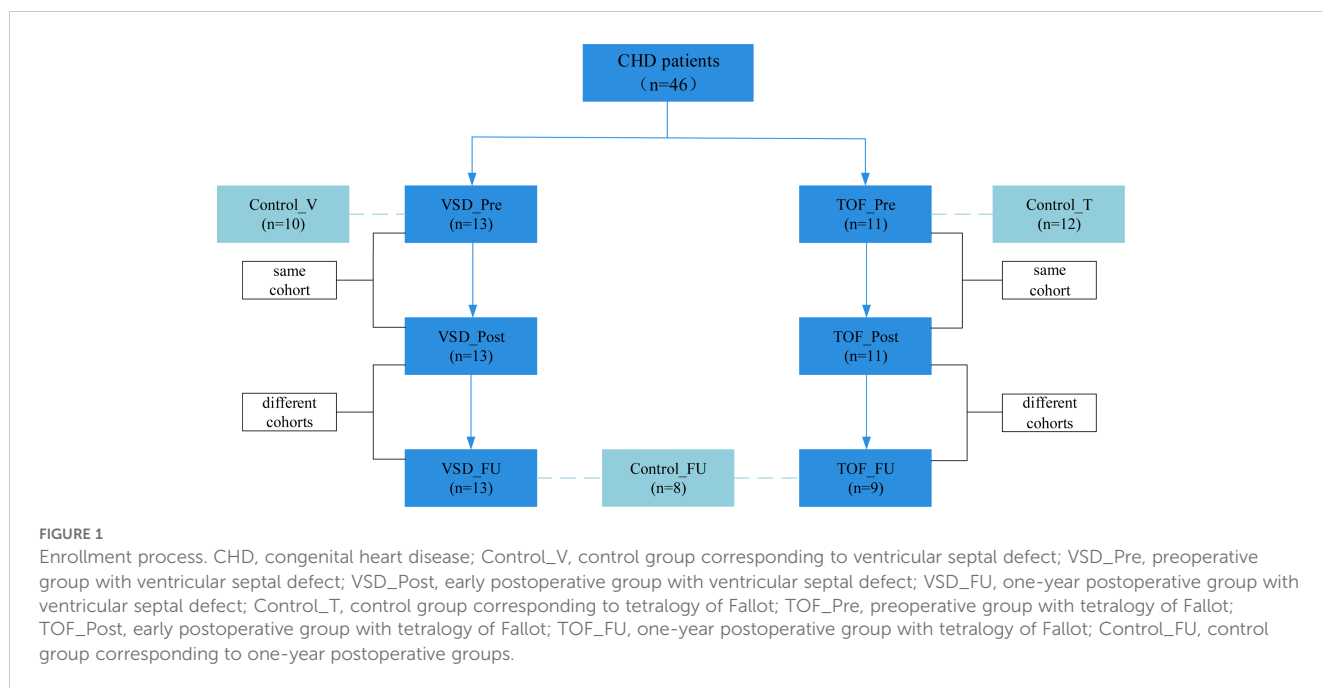 CHD patients
（n=46）
Control_V
(n=10)
VSD_Pre
(n=13)
TOF_Pre
(n=11)
Control_T
(n=12)
same
cohort
same
cohort
VSD_Post
(n=13)
TOF_Post
(n=11)
different
cohorts
different
cohorts
VSD_FU
(n=13)
Control_FU
(n=8)
TOF_FU
(n=9)
FIGURE 1
Enrollment process. CHD, congenital heart disease; Control_V, control group corresponding to ventricular septal defect; VSD_Pre, preoperative
group with ventricular septal defect; VSD_Post, early postoperative group with ventricular septal defect; VSD_FU, one-year postoperative group with
ventricular septal defect; Control_T, control group corresponding to tetralogy of Fallot; TOF_Pre, preoperative group with tetralogy of Fallot;
TOF_Post, early postoperative group with tetralogy of Fallot; TOF_FU, one-year postoperative group with tetralogy of Fallot; Control_FU, control
group corresponding to one-year postoperative groups.